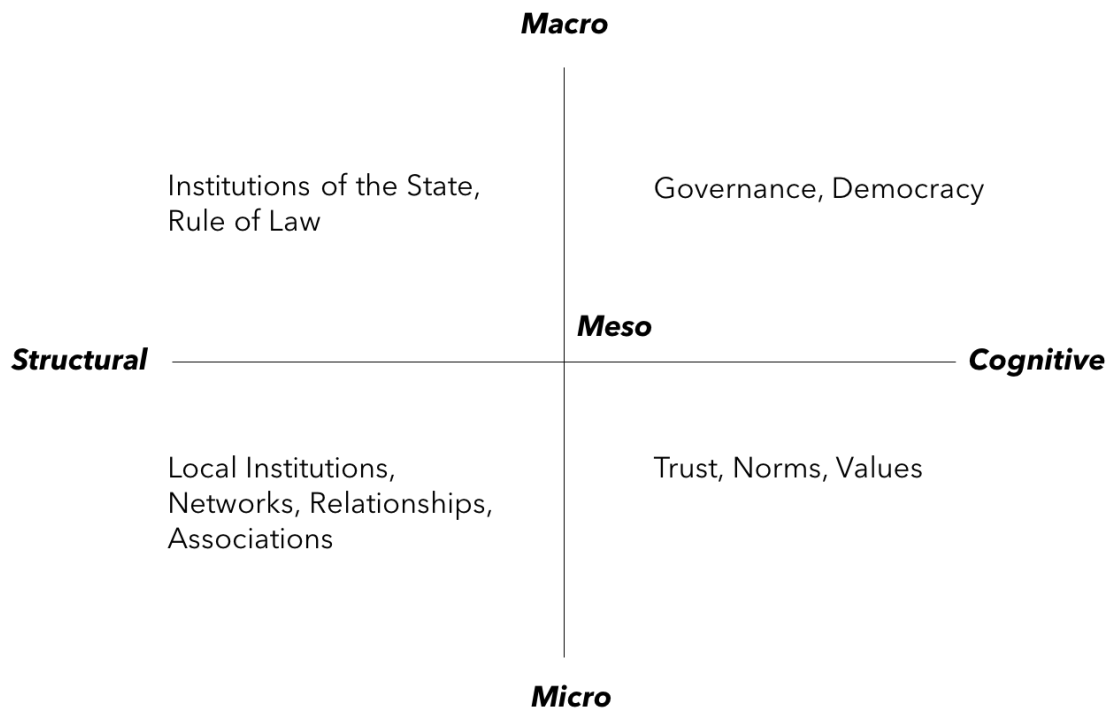 Macro
Institutions of the State,
Rule of Law
Governance, Democracy
Meso
Structural
Cognitive
Local Institutions,
Networks, Relationships,
Associations
Trust, Norms, Values
Micro